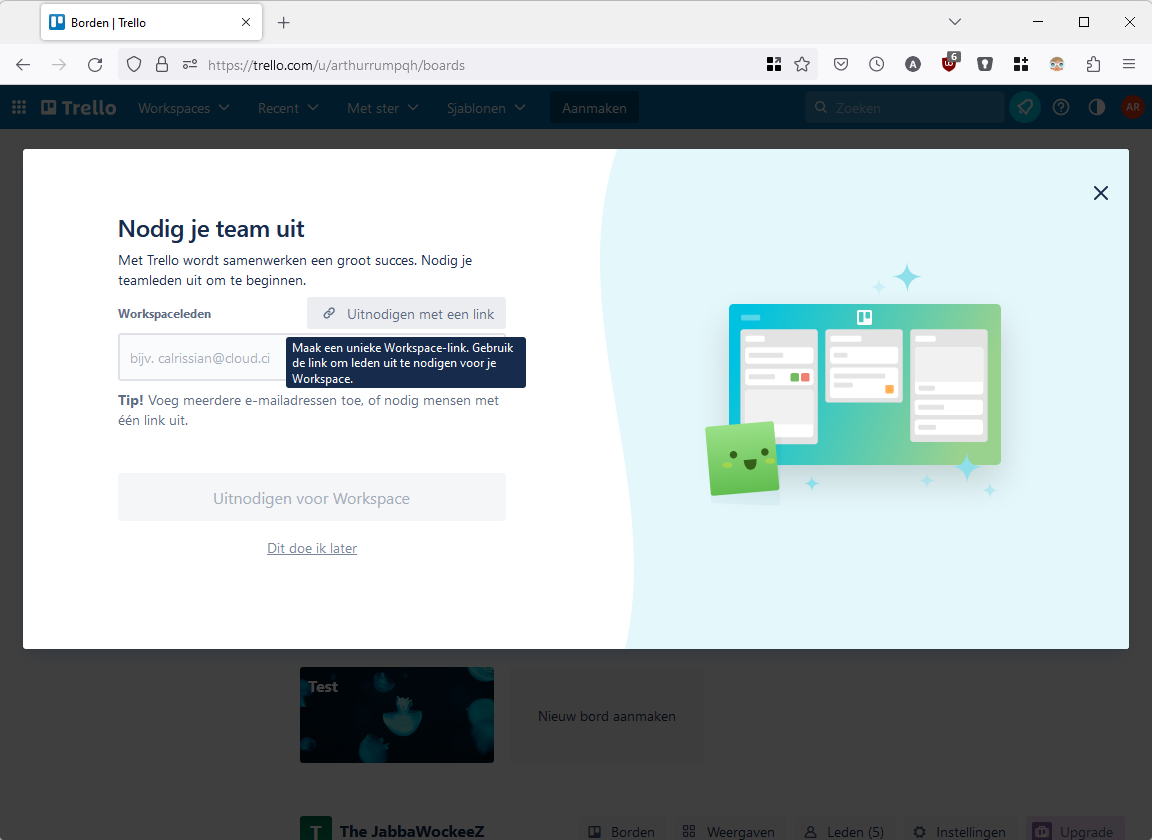 Borden | Trello
6
https://trello.com/u/arthurrumpqh/boards
A
Trello
Workspaces
Recent
Met ster
Sjablonen
Aanmaken
Zoeken
AR
Nodig je team uit
Met Trello wordt samenwerken een groot succes. Nodig je
teamleden uit om te beginnen.
Workspaceleden
Uitnodigen met een link
bijv. calrissian@cloud.ci
Maak een unieke Workspace-link. Gebruik
de link om leden uit te nodigen voor je
Workspace.
Tip! Voeg meerdere e-mailadressen toe, of nodig mensen met
één link uit.
Uitnodigen voor Workspace
Dit doe ik later
Test
Nieuw bord aanmaken
T
The JabbaWockeeZ
Borden
Weergaven
Leden (5)
Instellingen
Upgrade